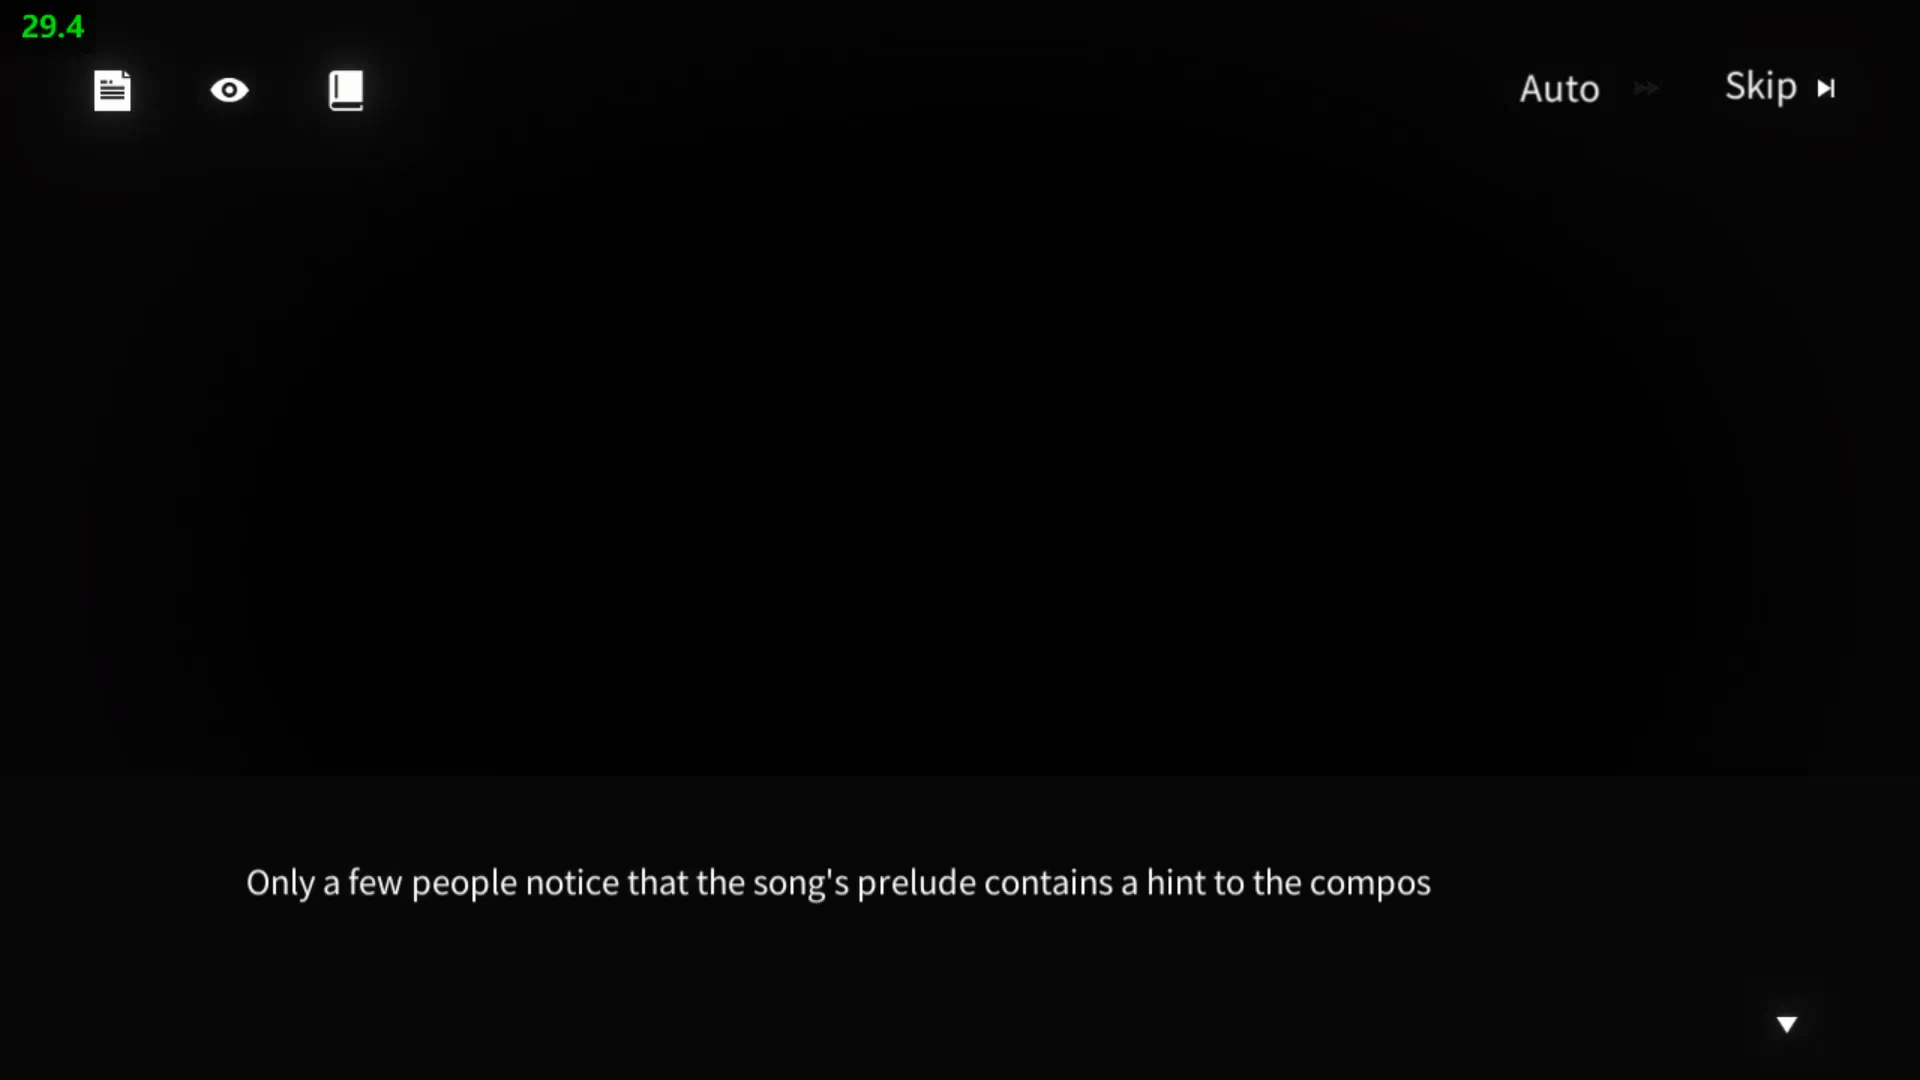 29.4
Auto
Skip
Only a few people notice that the song's prelude contains a hint to the compos